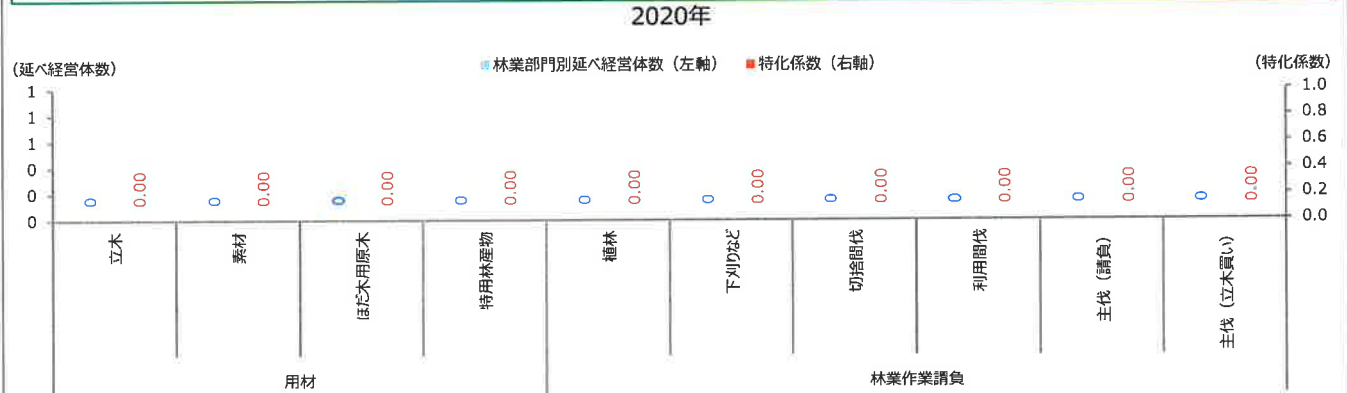 2020年
(延べ経営体数)
林業部門別延べ経営体数(左軸)
特化係数(右軸)
(特化係数)
1
1
1
0
0
0
1.0
0.8
0.6
0.4
0.2
0.0
0 0.00 0 0.00 0 0.00 0 0.00 0 0.00 0 0.00 0 0.00 0 0.00 0 0.00 0 0.00
立木
素材
ほだ木用原木
特用林産物
植林
下刈りなど
切捨間伐
利用間伐
主伐(請負)
主伐(立木買い)
用材
林業作業請負